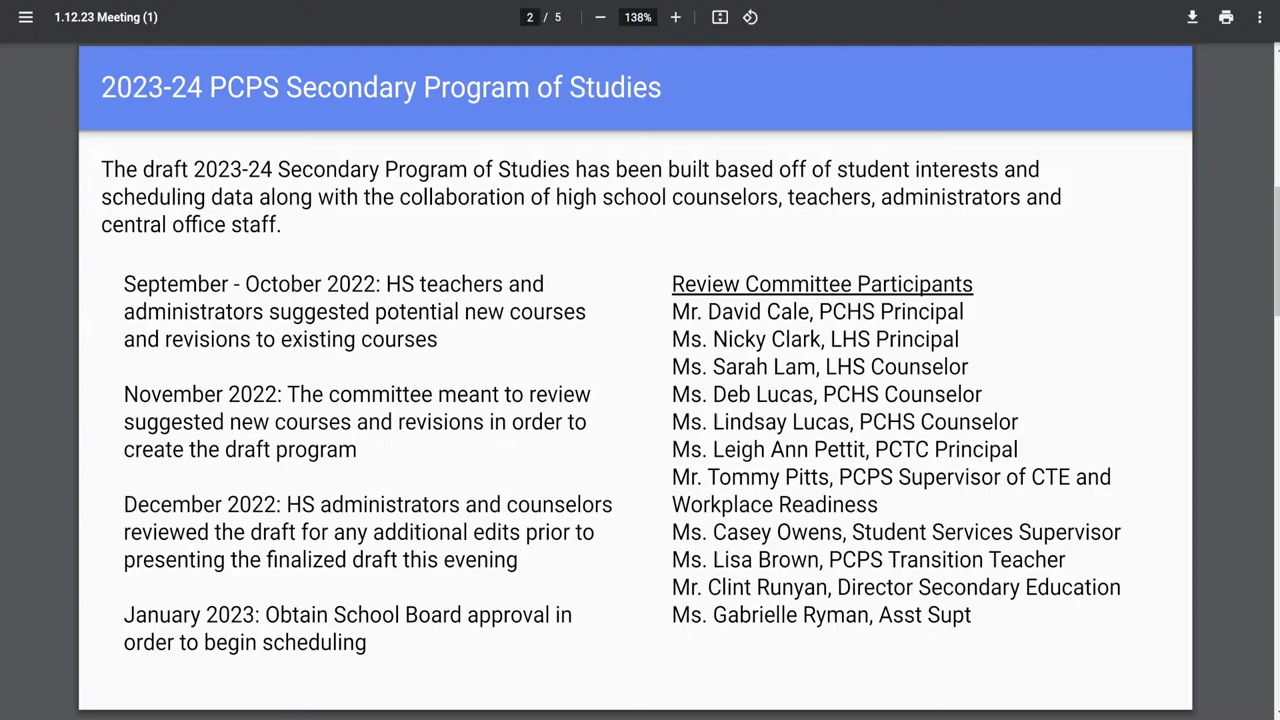 1.12.23 Meeting (1)
2 / 5
138%
2023-24 PCPS Secondary Program of Studies
The draft 2023-24 Secondary Program of Studies has been built based off of student interests and
scheduling data along with the collaboration of high school counselors, teachers, administrators and
central office staff.
September - October 2022: HS teachers and
administrators suggested potential new courses
and revisions to existing courses
November 2022: The committee meant to review
suggested new courses and revisions in order to
create the draft program
December 2022: HS administrators and counselors
reviewed the draft for any additional edits prior to
presenting the finalized draft this evening
January 2023: Obtain School Board approval in
order to begin scheduling
Review Committee Participants
Mr. David Cale, PCHS Principal
Ms. Nicky Clark, LHS Principal
Ms. Sarah Lam, LHS Counselor
Ms. Deb Lucas, PCHS Counselor
Ms. Lindsay Lucas, PCHS Counselor
Ms. Leigh Ann Pettit, PCTC Principal
Mr. Tommy Pitts, PCPS Supervisor of CTE and
Workplace Readiness
Ms. Casey Owens, Student Services Supervisor
Ms. Lisa Brown, PCPS Transition Teacher
Mr. Clint Runyan, Director Secondary Education
Ms. Gabrielle Ryman, Asst Supt